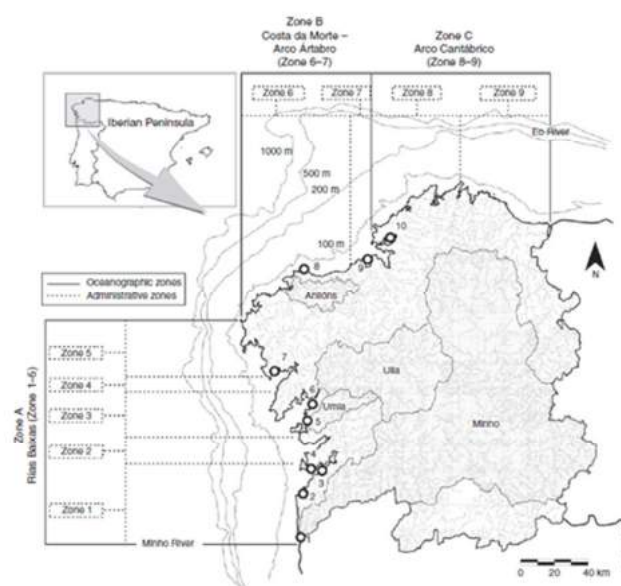 Zone B
Costa da Morte –
Arco Ártabro
(Zone 6–7)
Zone C
Arco Cantábrico
(Zone 8–9)
Zone 6
Zone 7
Zone 8
Zone 9
Iberian Peninsula
Eo River
1000 m
500 m
200 m
100 m
10
9
8
N
Oceanographic zones
Administrative zones
Antóns
Zone A
Rías Baixas (Zone 1–5)
Zone 5
Zone 4
Zone 3
Zone 2
Zone 1
7
6
Ulla
Umia
5
Minho
4
3
2
Minho River
0 20 40 km